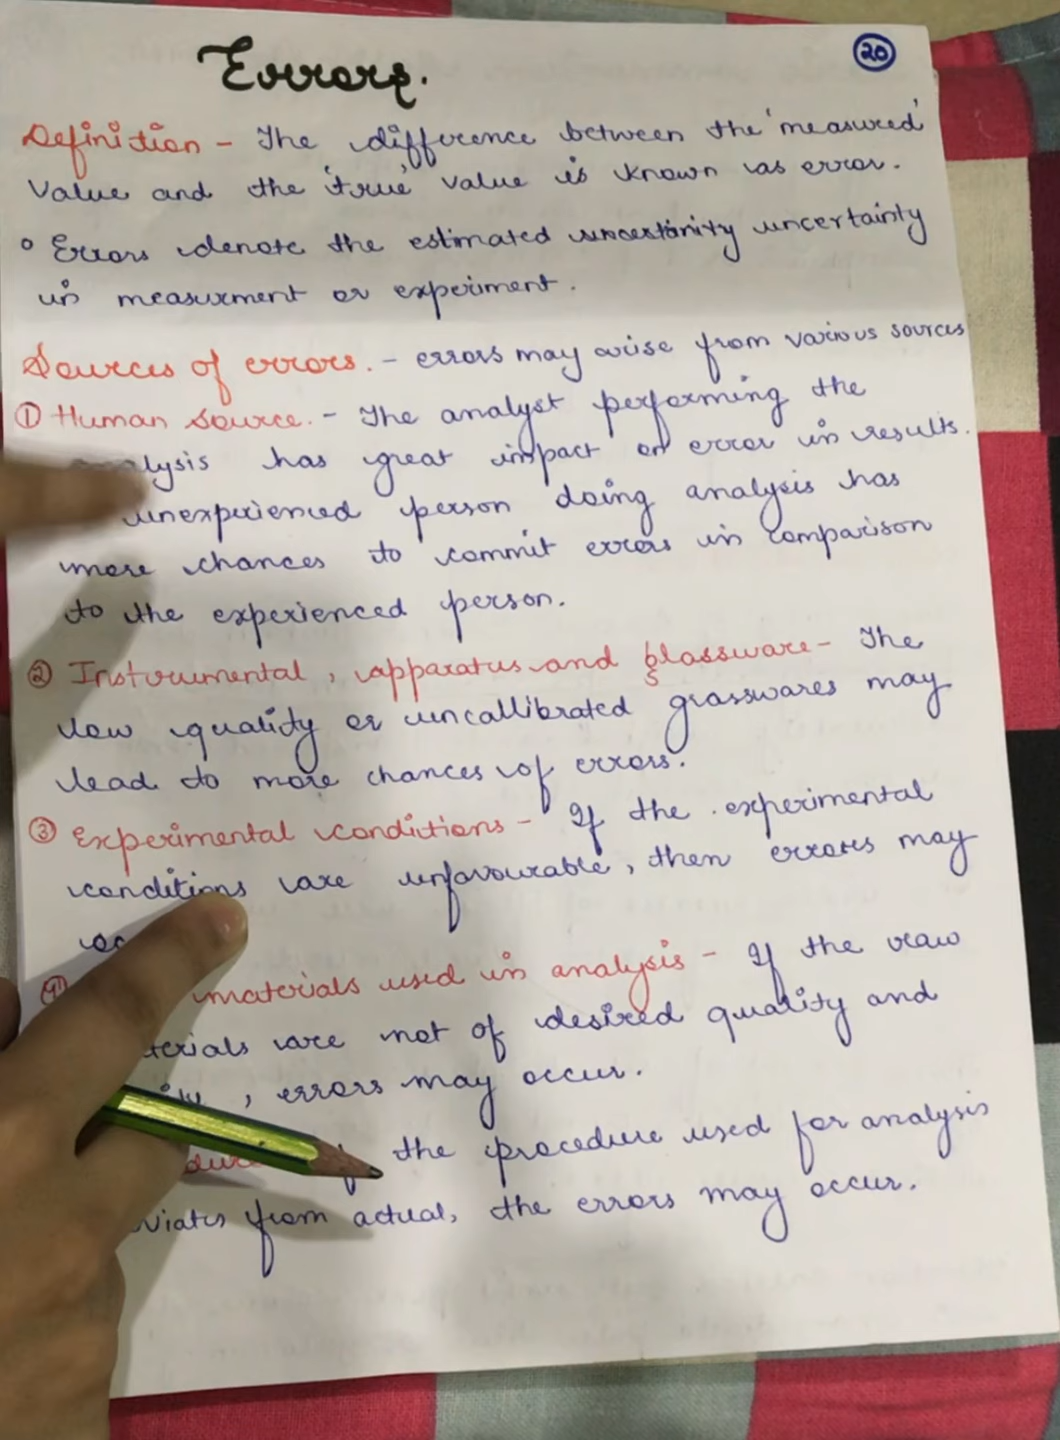 Errors.
20
Definition - The difference between the 'measured'
Value and the 'true' value is known as error.
° Errors denote the estimated uncertainity uncertainty
in measurment or experiment.
Sources of errors. - errors may arise from various sources
① Human source. - The analyst performing the
has great impact on error in results.
unexperienced person doing analysis has
more chances to commit errors in comparison
to the experienced person.
② Instrumental, apparatus and glassware - The
low quality or uncallibrated grasswares may
lead to more chances of errors.
③ Experimental conditions - If the experimental
conditions are unfavourable, then errors may
④ materials used in analysis - If the raw
are not of desired quality and
, errors may occur.
the procedure used for analysis
from actual, the errors may occur.